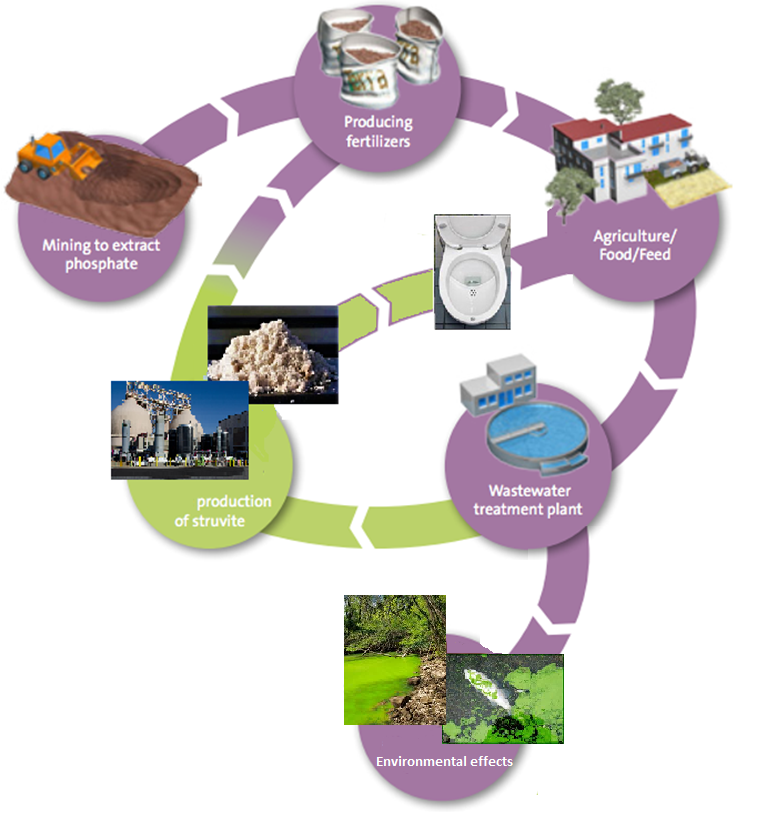 Producing
fertilizers
Mining to extract
phosphate
Agriculture/
Food/Feed
Wastewater
treatment plant
production
of struvite
Environmental effects